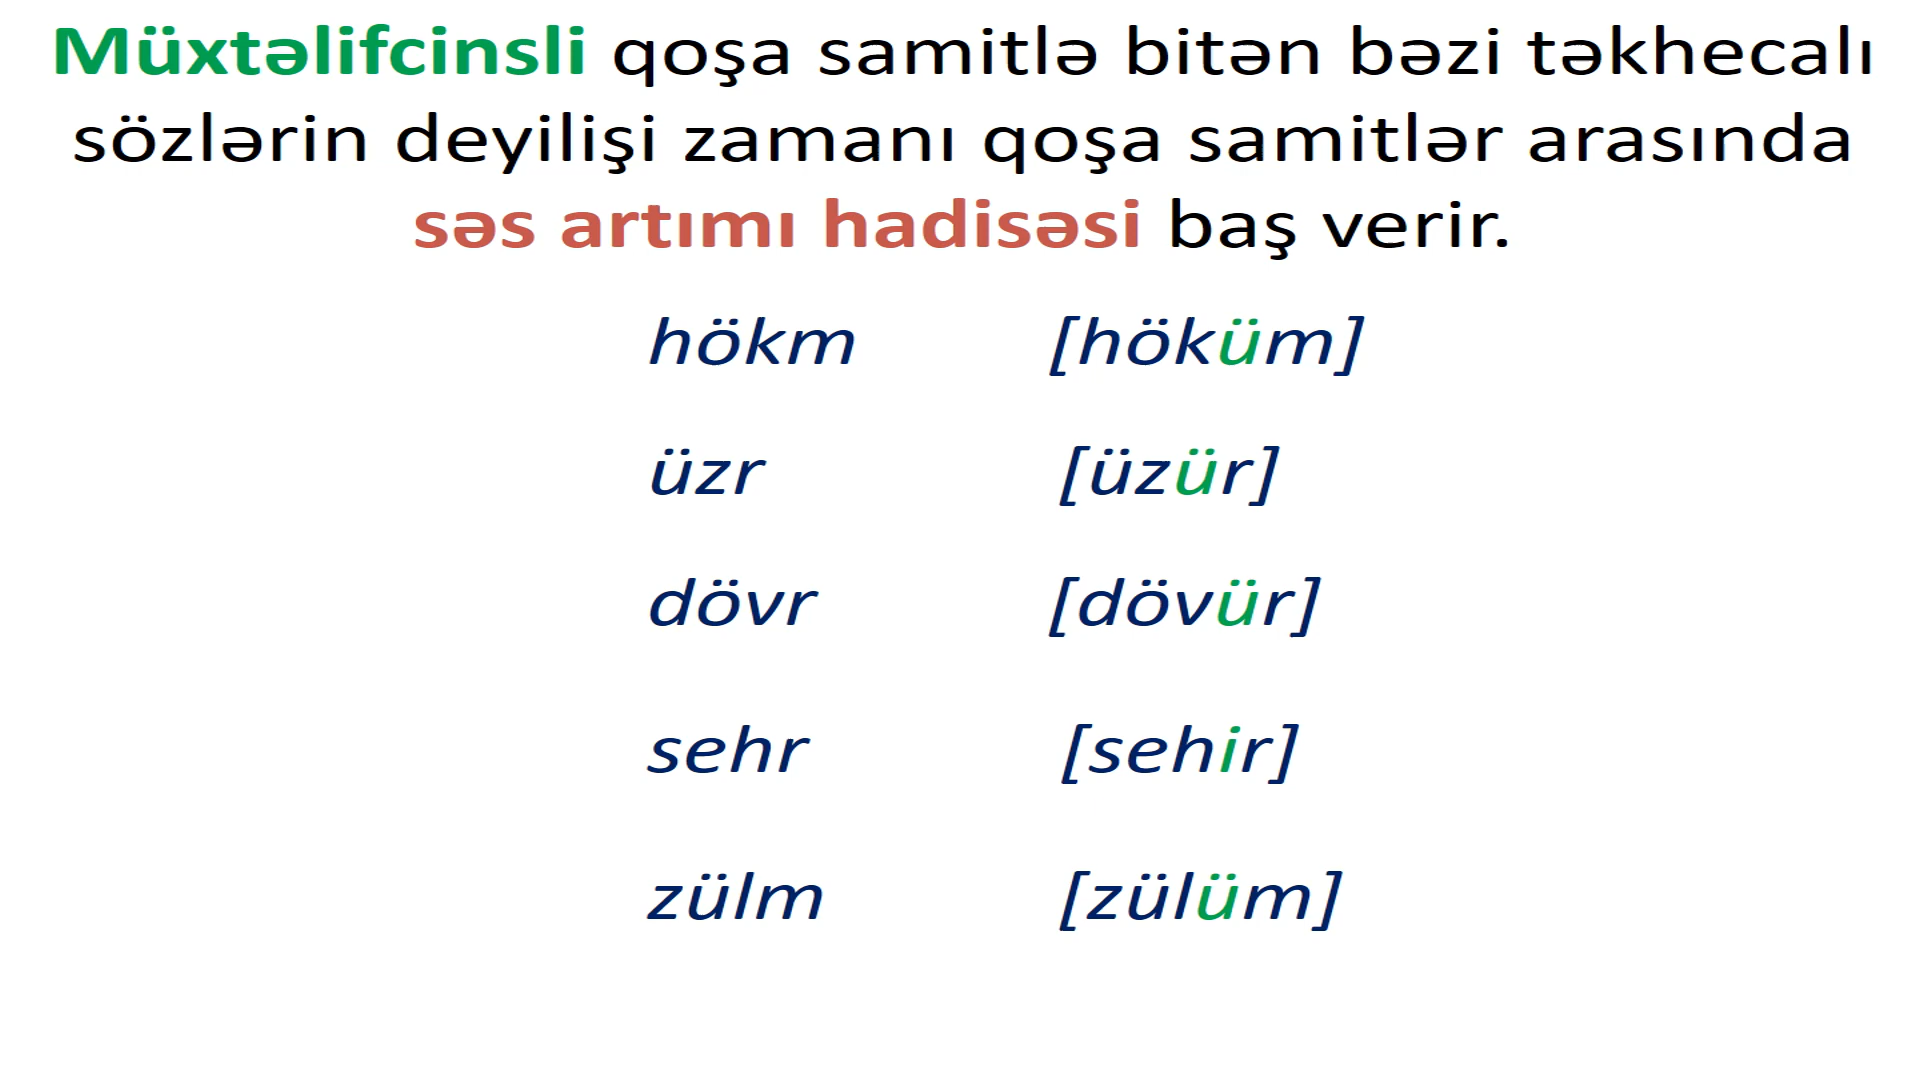 Müxtəlifcinsli qoşa samitlə bitən bəzi təkhecalı
sözlərin deyilişi zamanı qoşa samitlər arasında
səs artımı hadisəsi baş verir.
hökm [höküm]
üzr [üzür]
dövr [dövür]
sehr [sehir]
zülm [zülüm]